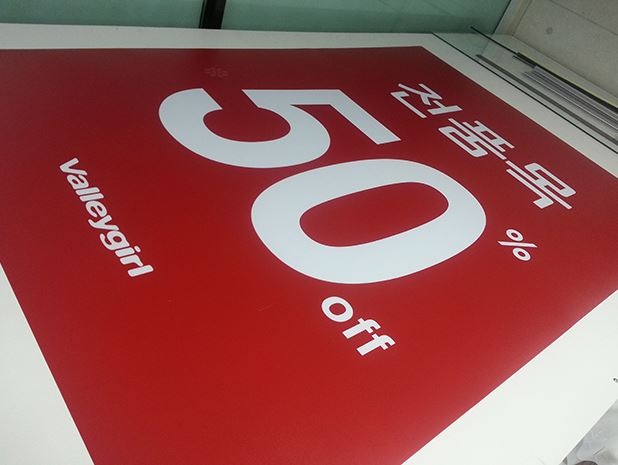 전품목
50%
off
Valleygirl